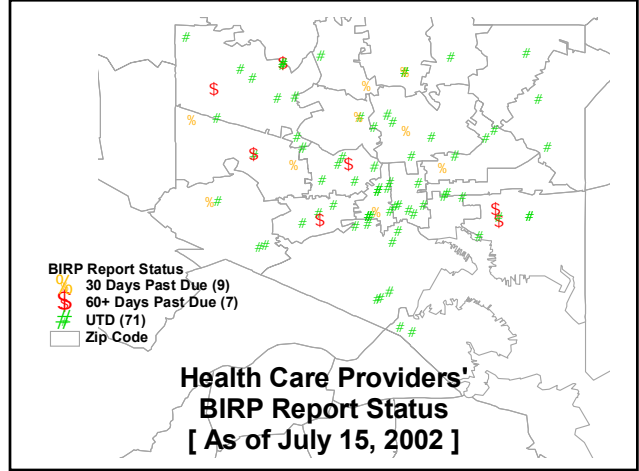 BIRP Report Status
% 30 Days Past Due (9)
$ 60+ Days Past Due (7)
# UTD (71)
Zip Code
Health Care Providers'
BIRP Report Status
[ As of July 15, 2002 ]